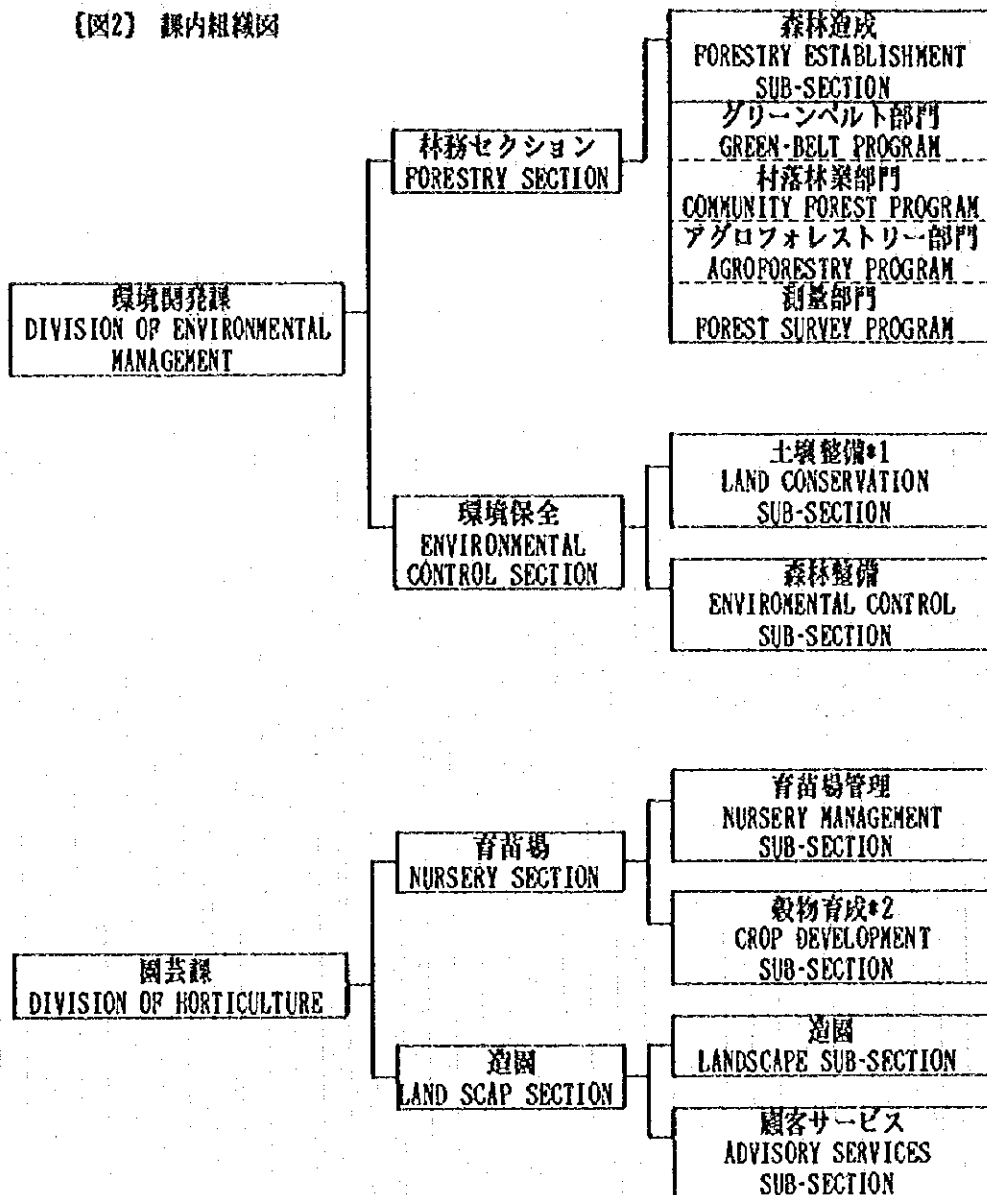 〔図2〕 課内組織図
森林造成
FORESTRY ESTABLISHMENT
SUB-SECTION
グリーンベルト部門
GREEN-BELT PROGRAM
村落林業部門
COMMUNITY FOREST PROGRAM
アグロフォレストリー部門
AGROFORESTRY PROGRAM
測量部門
FOREST SURVEY PROGRAM
林務セクション
FORESTRY SECTION
環境開発課
DIVISION OF ENVIRONMENTAL
MANAGEMENT
土壌整備*1
LAND CONSERVATION
SUB-SECTION
環境保全
ENVIRONMENTAL
CONTROL SECTION
森林整備
ENVIROMENTAL CONTROL
SUB-SECTION
育苗場管理
NURSERY MANAGEMENT
SUB-SECTION
育苗場
NURSERY SECTION
穀物育成*2
CROP DEVELOPMENT
SUB-SECTION
園芸課
DIVISION OF HORTICULTURE
造園
LANDSCAPE SUB-SECTION
造園
LAND SCAP SECTION
顧客サービス
ADVISORY SERVICES
SUB-SECTION